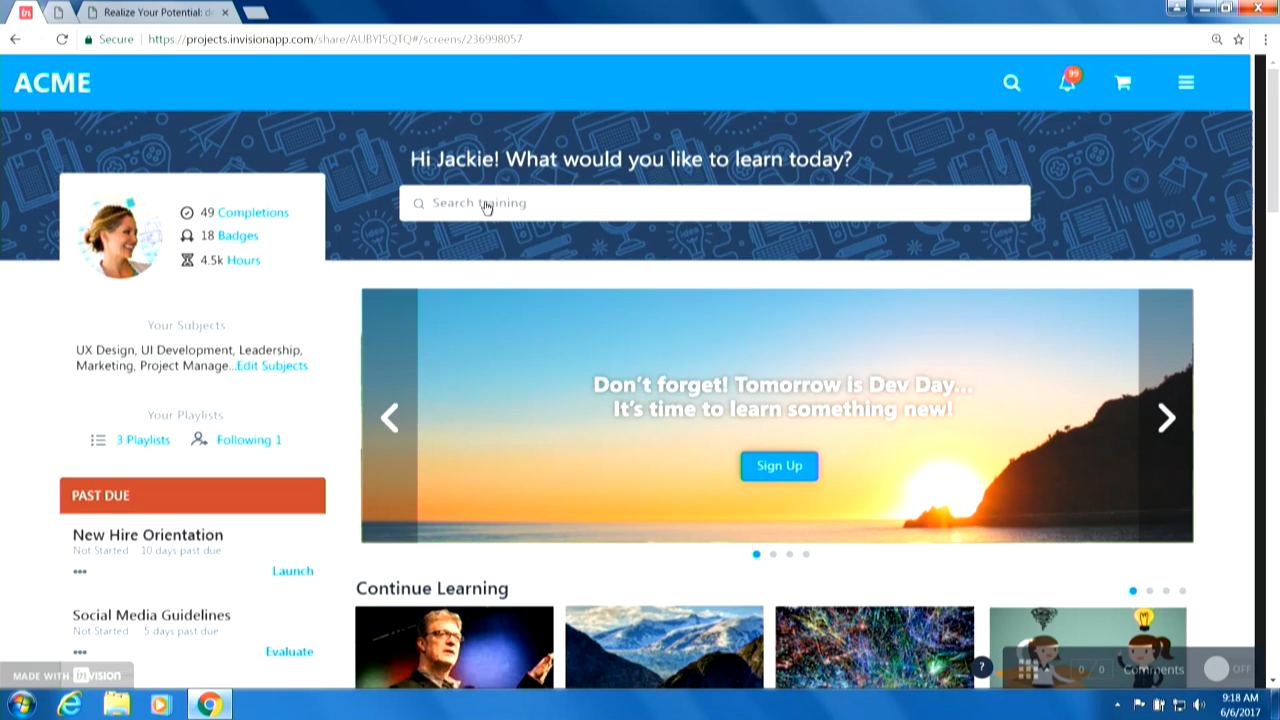 in
Realize Your Potential: d
Secure
https://projects.invisionapp.com/share/AUBYI5QTQ#/screens/236998057
ACME
99
Hi Jackie! What would you like to learn today?
Search training
49 Completions
18 Badges
4.5k Hours
Your Subjects
UX Design, UI Development, Leadership,
Marketing, Project Manage...Edit Subjects
Your Playlists
3 Playlists
Following 1
Don't forget! Tomorrow is Dev Day...
It's time to learn something new!
Sign Up
PAST DUE
New Hire Orientation
Not Started 10 days past due
Launch
Social Media Guidelines
Not Started 5 days past due
Evaluate
Continue Learning
MADE WITH invision
?
0 / 0
Comments
OFF
9:18 AM
6/6/2017